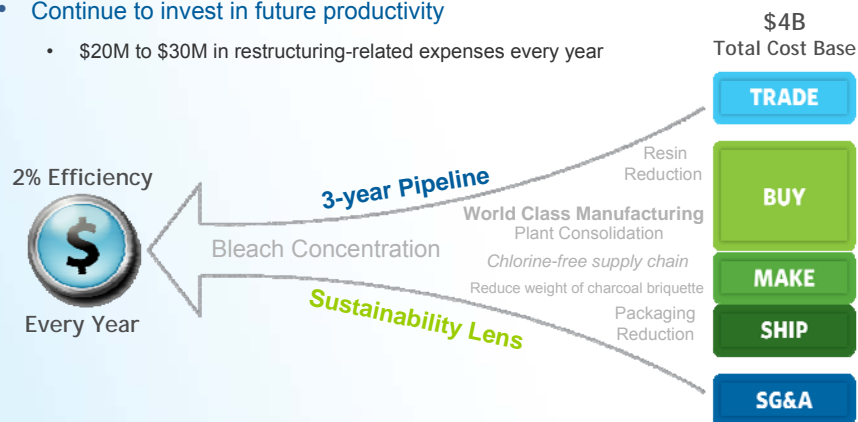 • Continue to invest in future productivity
• $20M to $30M in restructuring-related expenses every year
$4B
Total Cost Base
TRADE
BUY
MAKE
SHIP
SG&A
Resin
Reduction
3-year Pipeline
World Class Manufacturing
Plant Consolidation
Bleach Concentration
Chlorine-free supply chain
Reduce weight of charcoal briquette
Packaging
Reduction
Sustainability Lens
2% Efficiency
$
Every Year